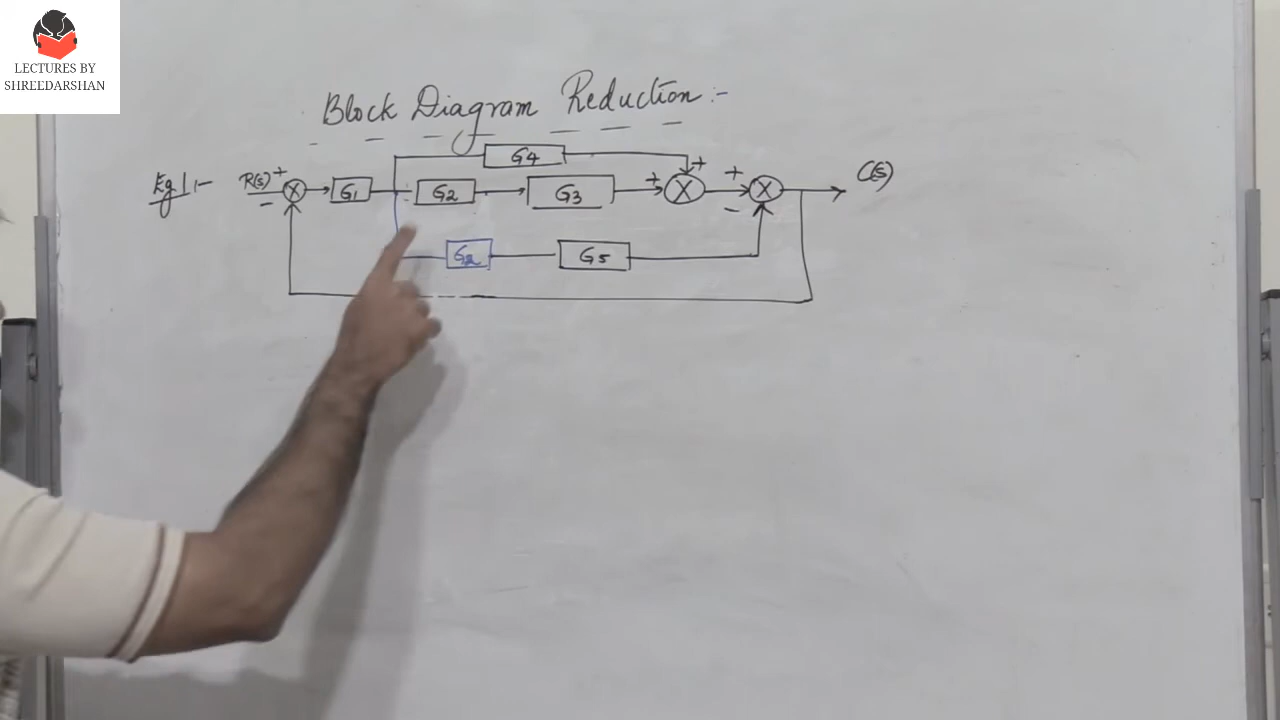 LECTURES BY
SHREEDARSHAN
Block Diagram Reduction :-
Eg 1 :-
R(s) + -
G1
G4
G2
G3
+ +
+ -
C(s)
G2
G5